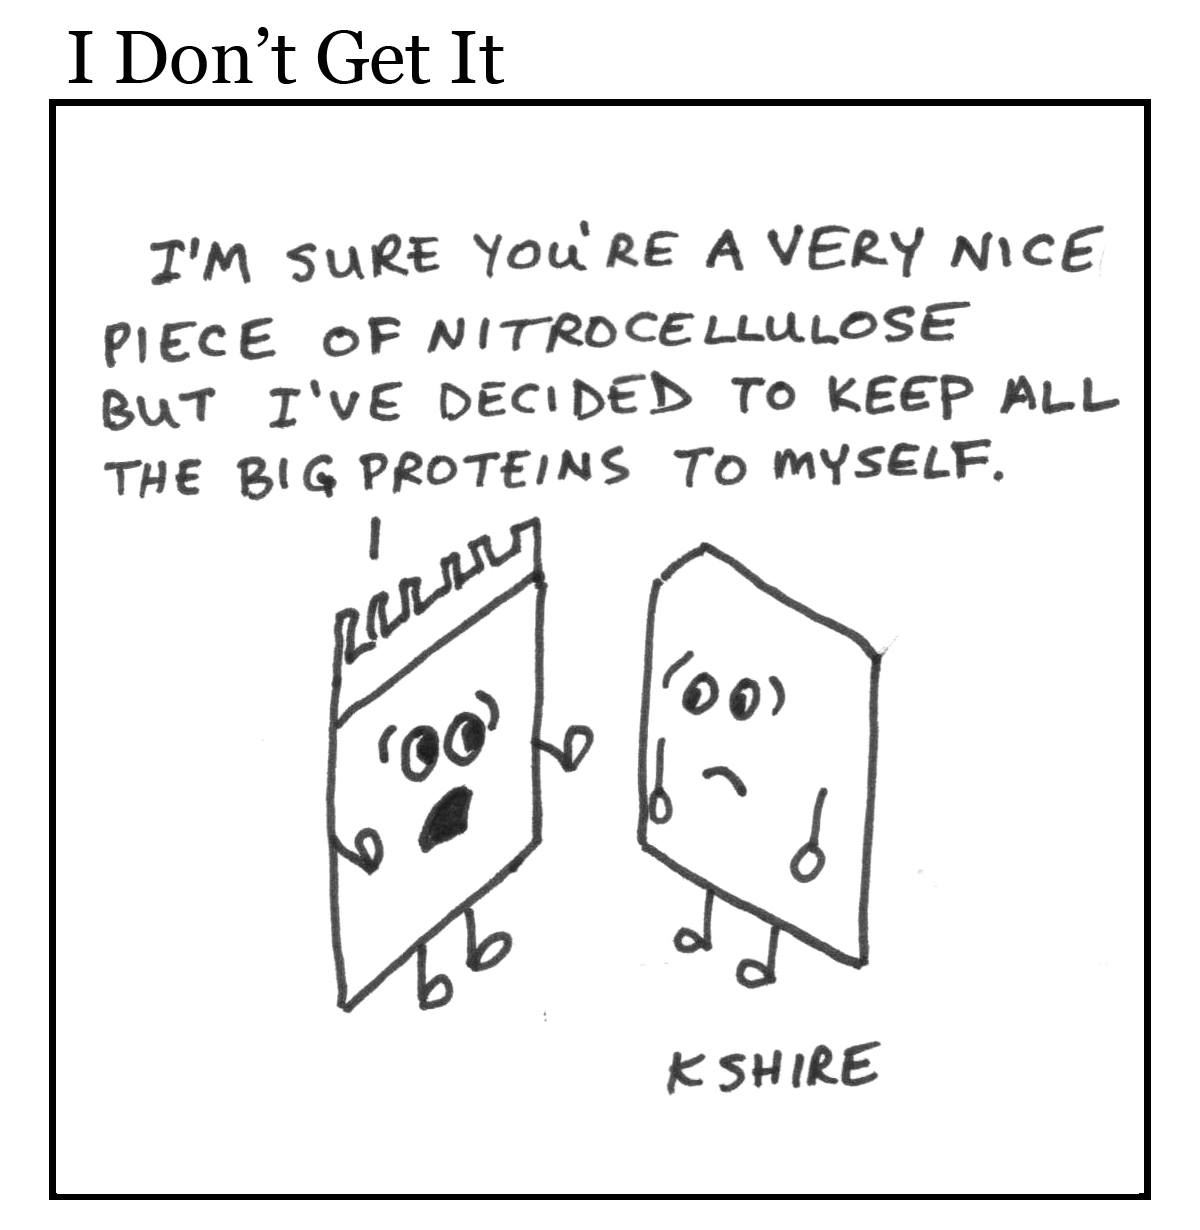 I Don’t Get It
I'M SURE YOU'RE A VERY NICE
PIECE OF NITROCELLULOSE
BUT I'VE DECIDED TO KEEP ALL
THE BIG PROTEINS TO MYSELF.
KSHIRE